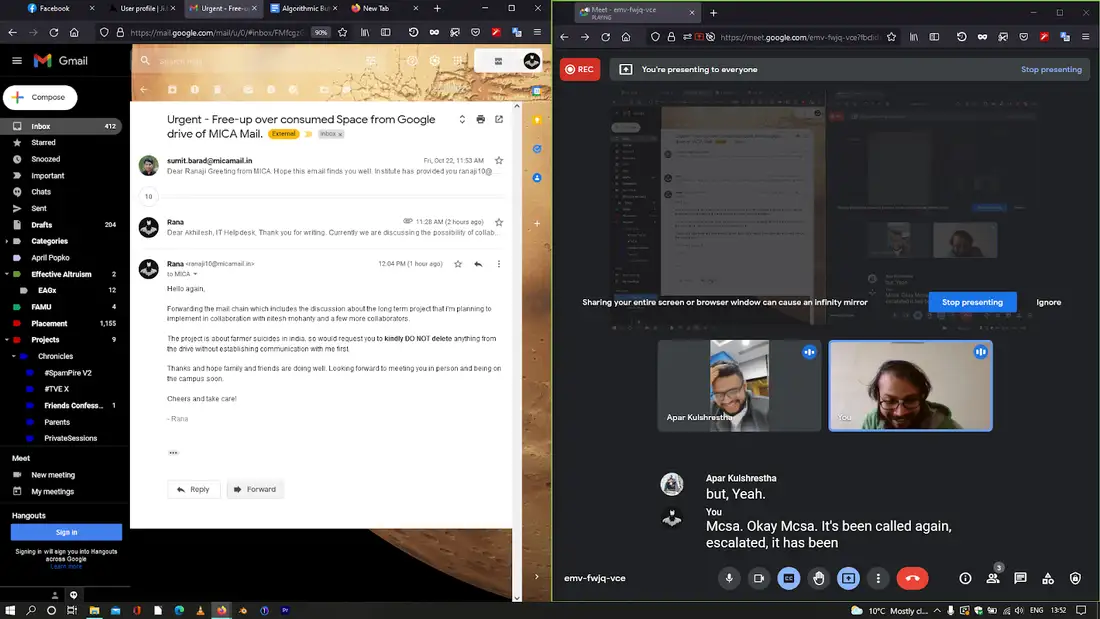 Facebook
User profile | J
Gmail
Urgent - Free-u
Algorithmic Bu
New Tab
https://mail.google.com/mail/u/0/#inbox/FMfcgz
90%
Gmail
Compose
Inbox 412
Starred
Snoozed
Important
Chats
Sent
Drafts 204
Categories
April Popko
Effective Altruism 2
EAGx 12
FAMU 4
Placement 1,155
Projects 9
Chronicles
#SpamPire V2
#TVE X
Friends Confess... 1
Parents
PrivateSessions
Meet
New meeting
My meetings
Hangouts
Sign in
Signing in will sign you into Hangouts
across Google
Learn more
Urgent - Free-up over consumed Space from Google
drive of MICA Mail. External Inbox x
sumit.barad@micamail.in Fri, Oct 22, 11:53 AM
Dear Ranaji Greeting from MICA. Hope this email finds you well. Institute has provided you ranaji10@...
10
Rana 11:28 AM (2 hours ago)
Dear Akhilesh, IT Helpdesk, Thank you for writing. Currently we are discussing the possibility of collab...
Rana <ranaji10@micamail.in> 12:04 PM (1 hour ago)
to MICA
Hello again,
Forwarding the mail chain which includes the discussion about the long term project that i'm planning to
implement in collaboration with nitesh mohanty and a few more collaborators.
The project is about farmer suicides in india, so would request you to kindly DO NOT delete anything from
the drive without establishing communication with me first.
Thanks and hope family and friends are doing well. Looking forward to meeting you in person and being on
the campus soon.
Cheers and take care!
- Rana
Reply
Forward
Meet - emv-fwjq-vce
PLAYING
https://meet.google.com/emv-fwjq-vce?fbclid
REC
You're presenting to everyone
Stop presenting
Sharing your entire screen or browser window can cause an infinity mirror
Stop presenting
Ignore
Apar Kulshrestha
You
Apar Kulshrestha
but, Yeah.
You
Mcsa. Okay Mcsa. It's been called again,
escalated, it has been
emv-fwjq-vce
3
10°C Mostly cl...
ENG
13:52